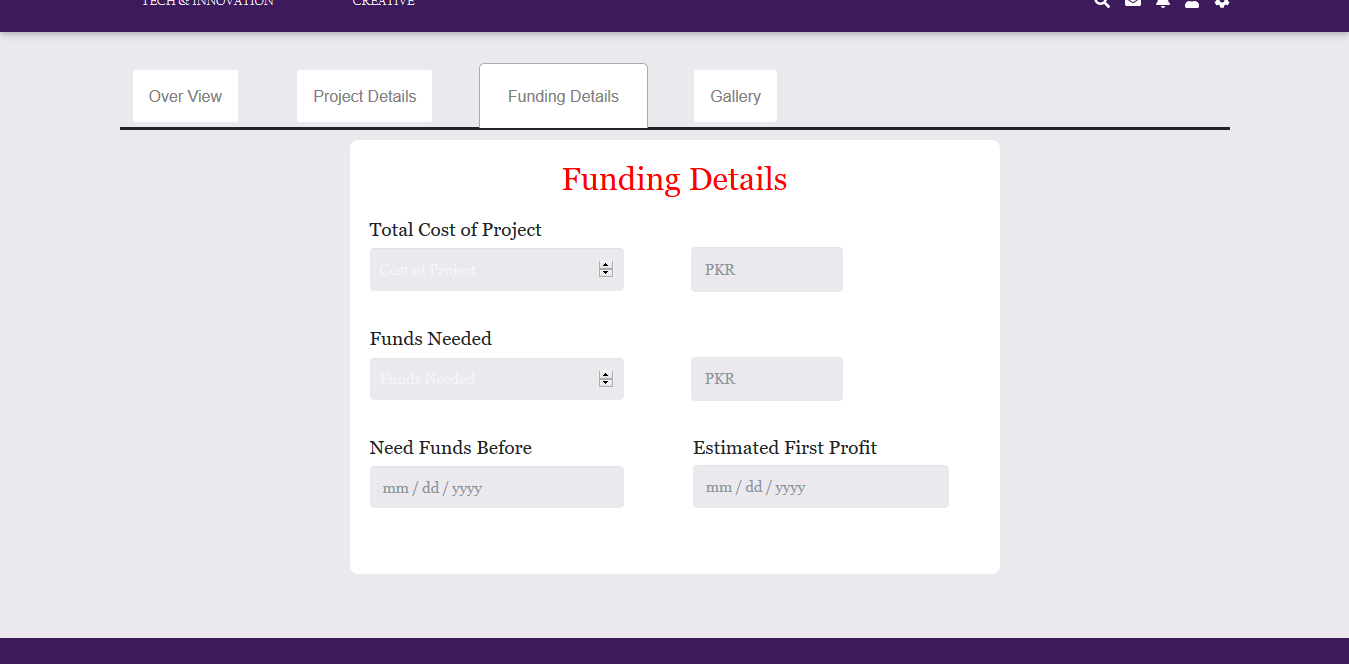 TECH & INNOVATION CREATIVE
Over View Project Details Funding Details Gallery
Funding Details
Total Cost of Project
Cost of Project PKR
Funds Needed
Funds Needed PKR
Need Funds Before Estimated First Profit
mm / dd / yyyy mm / dd / yyyy